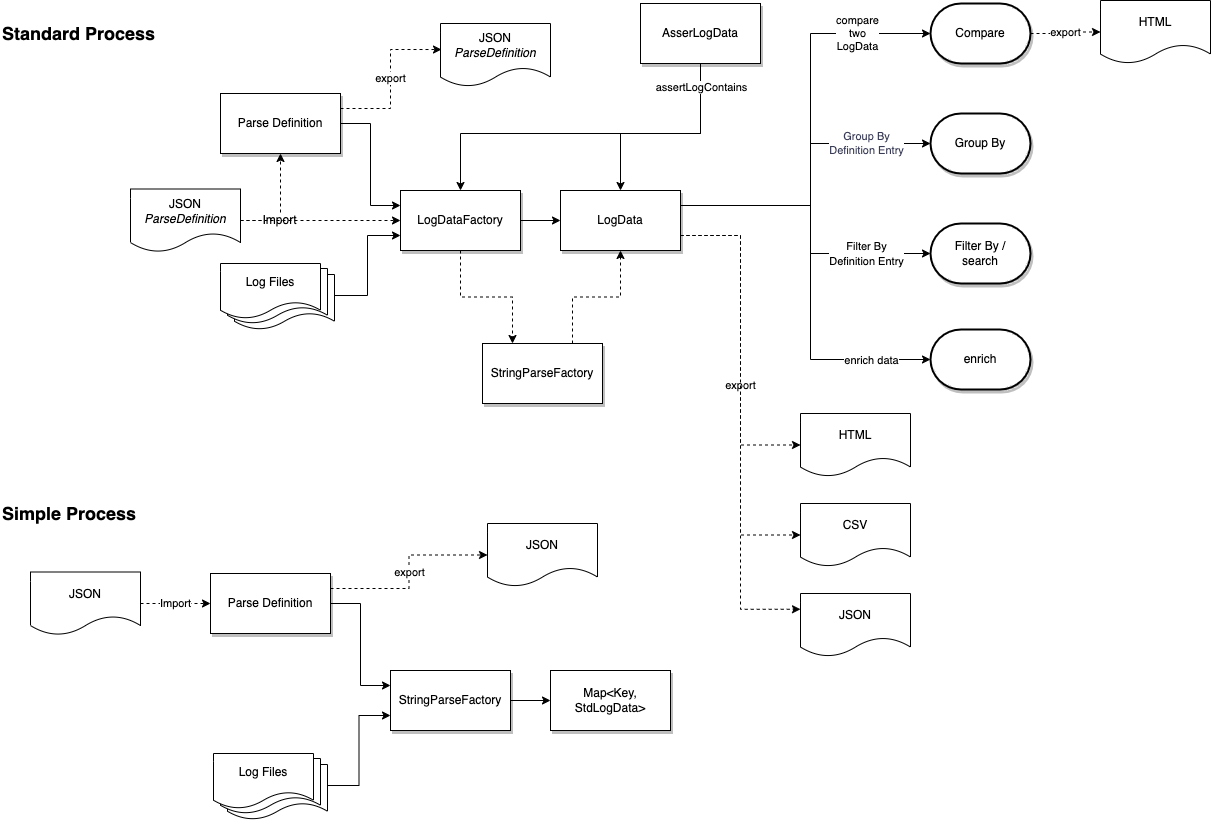 Standard Process
JSON
ParseDefinition
export
Parse Definition
JSON
ParseDefinition
Import
Log Files
AsserLogData
assertLogContains
LogDataFactory
LogData
StringParseFactory
compare
two
LogData
Compare
export
HTML
Group By
Definition Entry
Group By
Filter By
Definition Entry
Filter By /
search
enrich data
enrich
export
HTML
CSV
JSON
Simple Process
JSON
Import
Parse Definition
export
JSON
StringParseFactory
Map<Key,
StdLogData>
Log Files